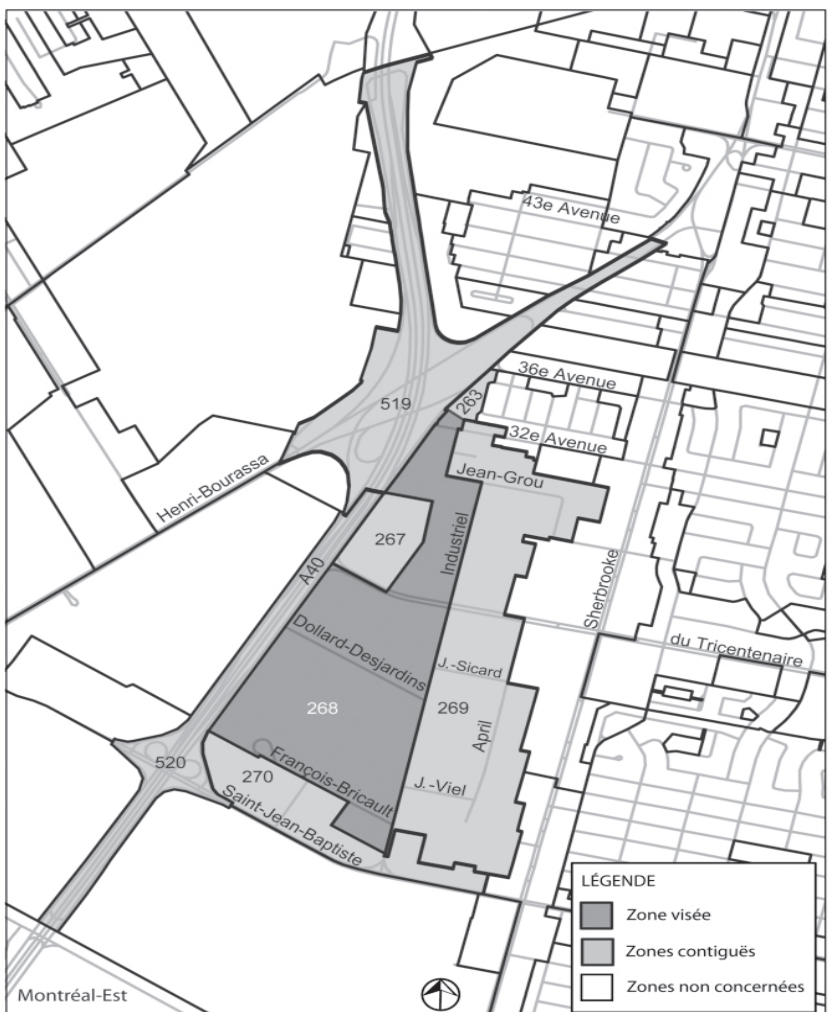 43e Avenue
36e Avenue
263
519
32e Avenue
Jean-Grou
Henri-Bourassa
267
Industriel
A40
Sherbrooke
Dollard-Desjardins
du Tricentenaire
J.-Sicard
268
269
April
520
270
François-Bricault
J.-Viel
Saint-Jean-Baptiste
LÉGENDE
Zone visée
Zones contiguës
Zones non concernées
Montréal-Est